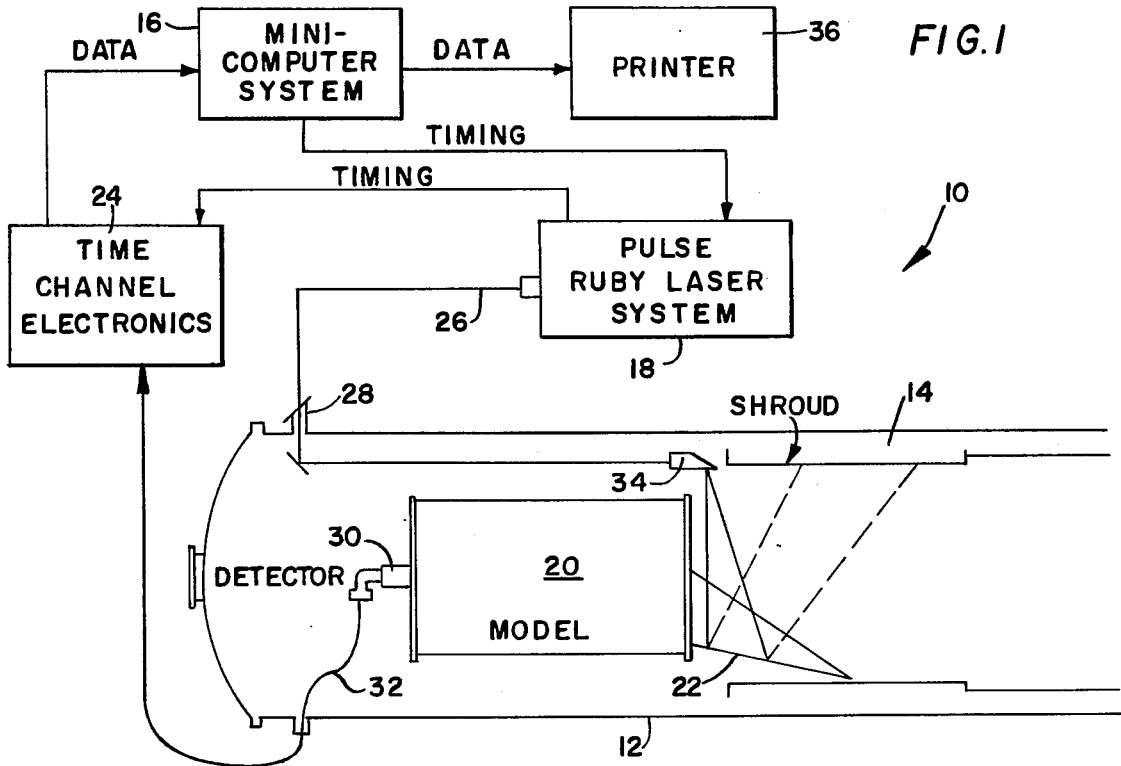 FIG.1
16
MINI-
COMPUTER
SYSTEM
DATA
DATA
36
PRINTER
TIMING
TIMING
24
TIME
CHANNEL
ELECTRONICS
10
PULSE
RUBY LASER
SYSTEM
26
18
28
SHROUD
14
34
30
DETECTOR
20
MODEL
32
22
12